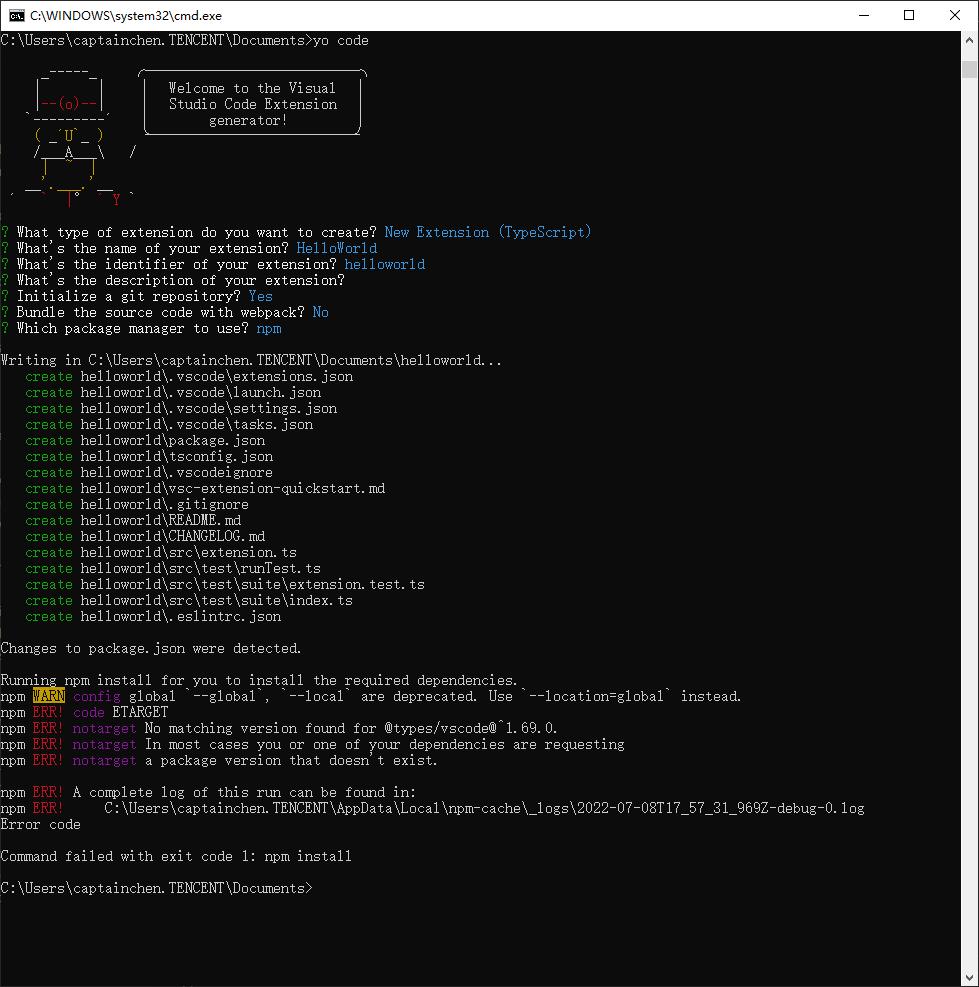 C:\WINDOWS\system32\cmd.exe
C:\Users\captainchen.TENCENT\Documents>yo code
     _-----_     ╭──────────────────────────╮
    |       |    │   Welcome to the Visual  │
    |--(o)--|    │   Studio Code Extension  │
   `---------´   │        generator!        │
    ( _´U`_ )    ╰──────────────────────────╯
    /___A___\   /
     |  ~  |
   __'.___.'__
 ´   `  |° ´ Y `
? What type of extension do you want to create? New Extension (TypeScript)
? What's the name of your extension? HelloWorld
? What's the identifier of your extension? helloworld
? What's the description of your extension?
? Initialize a git repository? Yes
? Bundle the source code with webpack? No
? Which package manager to use? npm
Writing in C:\Users\captainchen.TENCENT\Documents\helloworld...
   create helloworld\.vscode\extensions.json
   create helloworld\.vscode\launch.json
   create helloworld\.vscode\settings.json
   create helloworld\.vscode\tasks.json
   create helloworld\package.json
   create helloworld\tsconfig.json
   create helloworld\.vscodeignore
   create helloworld\vsc-extension-quickstart.md
   create helloworld\.gitignore
   create helloworld\README.md
   create helloworld\CHANGELOG.md
   create helloworld\src\extension.ts
   create helloworld\src\test\runTest.ts
   create helloworld\src\test\suite\extension.test.ts
   create helloworld\src\test\suite\index.ts
   create helloworld\.eslintrc.json
Changes to package.json were detected.
Running npm install for you to install the required dependencies.
npm WARN config global `--global`, `--local` are deprecated. Use `--location=global` instead.
npm ERR! code ETARGET
npm ERR! notarget No matching version found for @types/vscode@^1.69.0.
npm ERR! notarget In most cases you or one of your dependencies are requesting
npm ERR! notarget a package version that doesn't exist.
npm ERR! A complete log of this run can be found in:
npm ERR!     C:\Users\captainchen.TENCENT\AppData\Local\npm-cache\_logs\2022-07-08T17_57_31_969Z-debug-0.log
Error code
Command failed with exit code 1: npm install
C:\Users\captainchen.TENCENT\Documents>